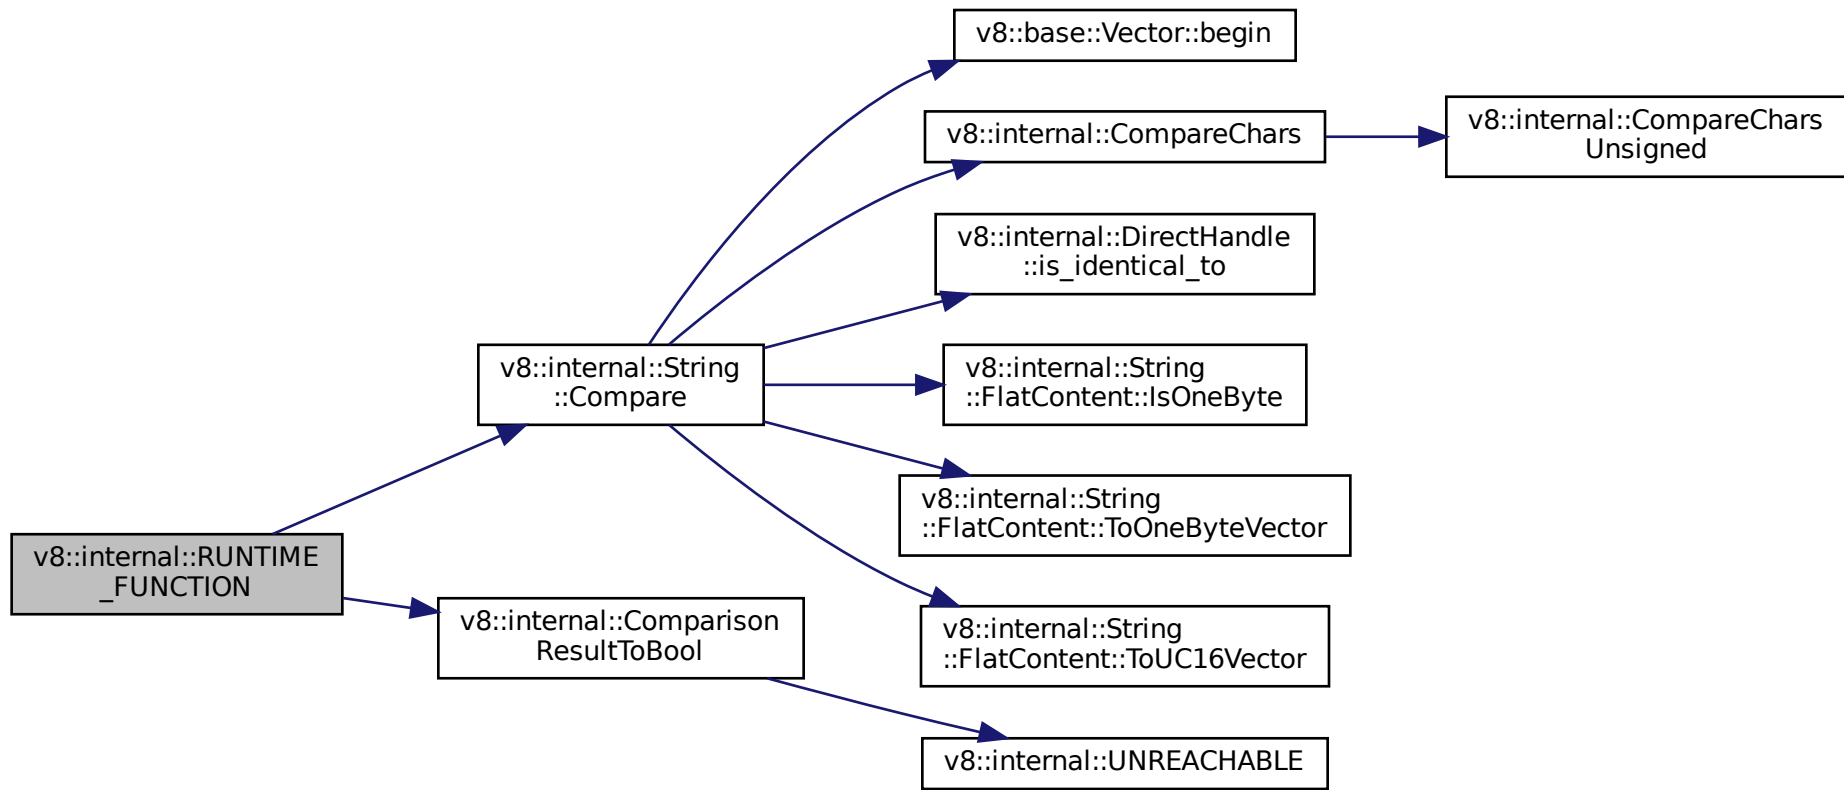 v8::base::Vector::begin
v8::internal::CompareChars
v8::internal::CompareChars
Unsigned
v8::internal::DirectHandle
::is_identical_to
v8::internal::String
::Compare
v8::internal::String
::FlatContent::IsOneByte
v8::internal::String
::FlatContent::ToOneByteVector
v8::internal::RUNTIME
_FUNCTION
v8::internal::Comparison
ResultToBool
v8::internal::String
::FlatContent::ToUC16Vector
v8::internal::UNREACHABLE